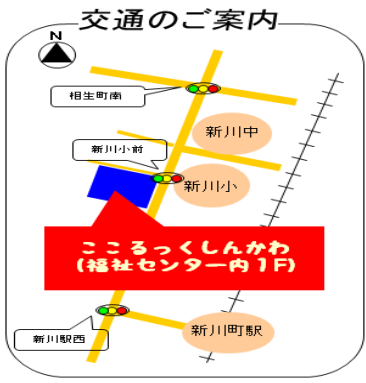 交通のご案内
N
相生町南
新川中
新川小前
新川小
こころっくしんかわ
(福祉センター内1F)
新川町駅
新川駅西